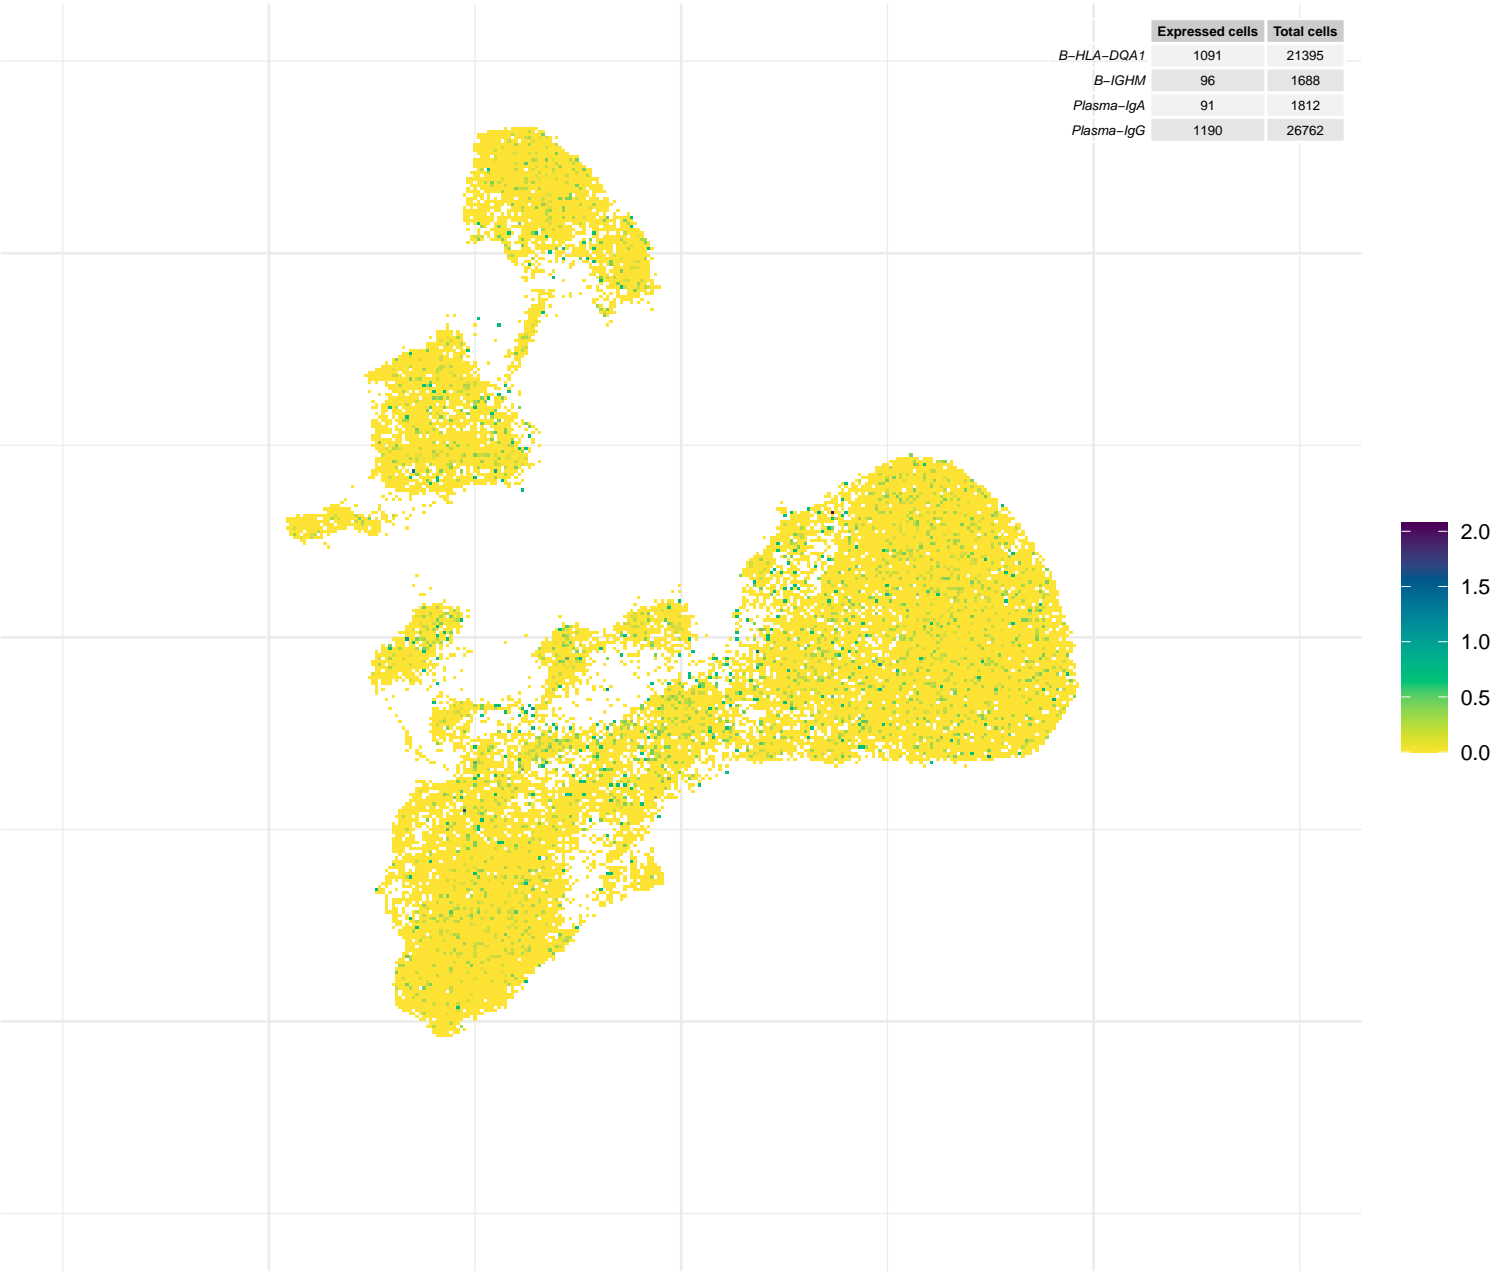 Expressed cells Total cells
B−HLA−DQA1 1091 21395
B−IGHM 96 1688
Plasma−IgA 91 1812
Plasma−IgG 1190 26762
2.0
1.5
1.0
0.5
0.0